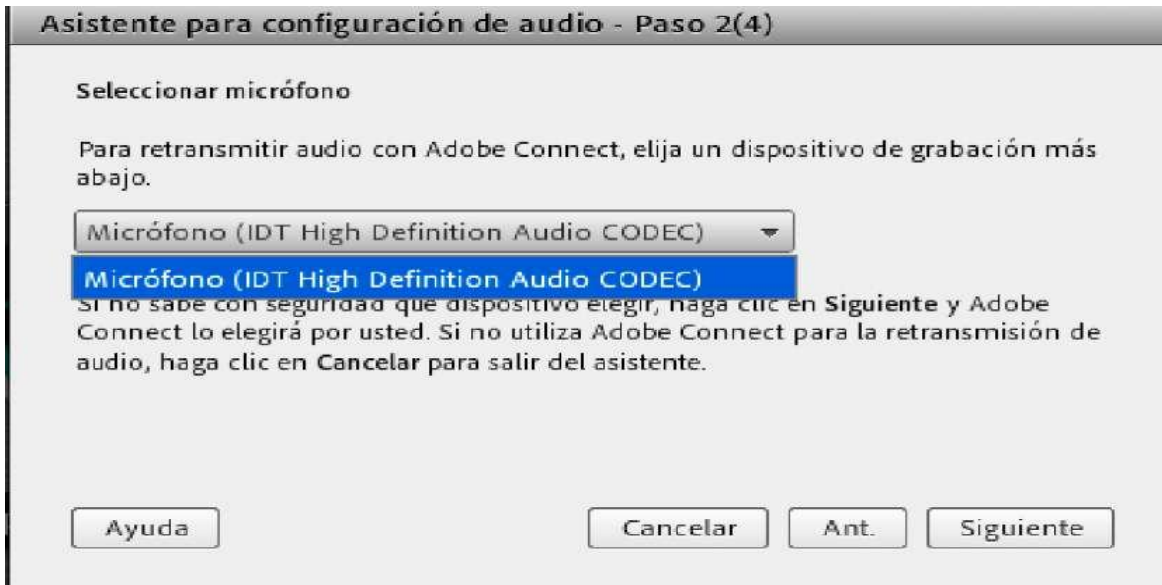 Asistente para configuración de audio - Paso 2(4)
Seleccionar micrófono
Para retransmitir audio con Adobe Connect, elija un dispositivo de grabación más
abajo.
Micrófono (IDT High Definition Audio CODEC)
Micrófono (IDT High Definition Audio CODEC)
Si no sabe con seguridad qué dispositivo elegir, haga clic en Siguiente y Adobe
Connect lo elegirá por usted. Si no utiliza Adobe Connect para la retransmisión de
audio, haga clic en Cancelar para salir del asistente.
Ayuda
Cancelar
Ant.
Siguiente